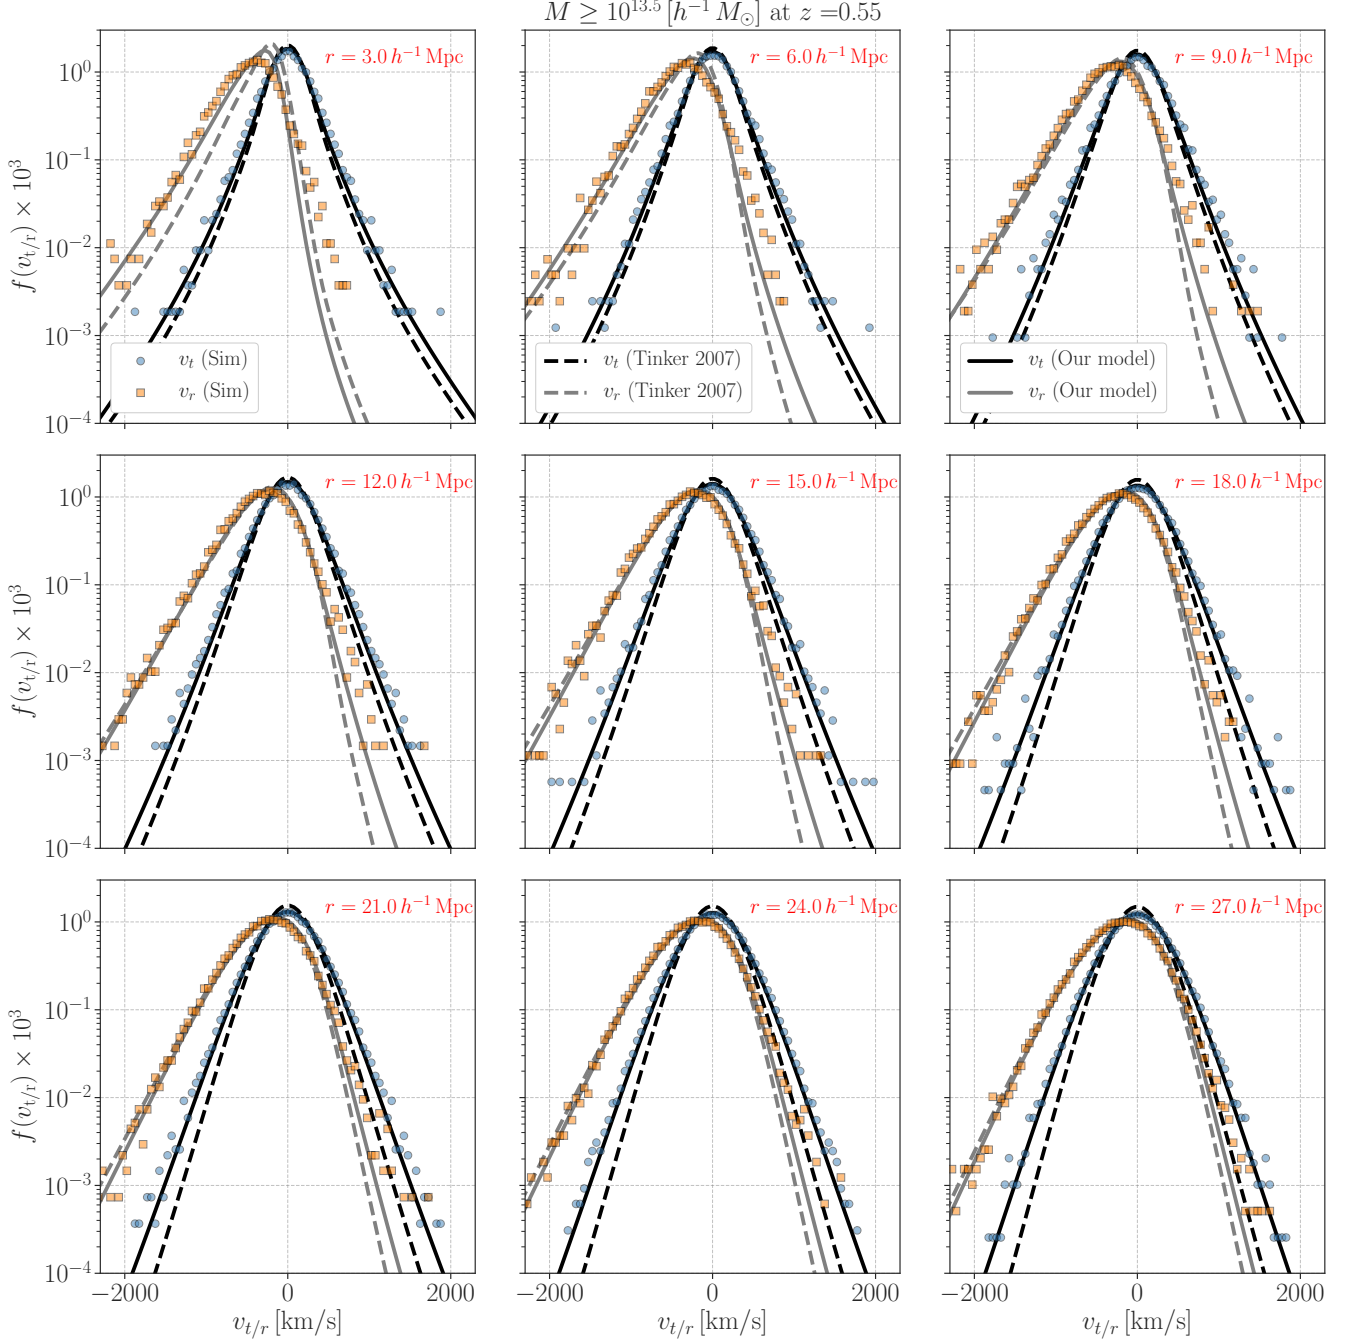 M ≥ 10^{13.5} [h^{-1} M_⊙] at z =0.55
r = 3.0 h^{-1} Mpc
r = 6.0 h^{-1} Mpc
r = 9.0 h^{-1} Mpc
10^0
10^{-1}
10^{-2}
10^{-3}
10^{-4}
f(v_{t/r}) × 10^3
v_t (Sim)
v_r (Sim)
v_t (Tinker 2007)
v_r (Tinker 2007)
v_t (Our model)
v_r (Our model)
r = 12.0 h^{-1} Mpc
r = 15.0 h^{-1} Mpc
r = 18.0 h^{-1} Mpc
10^0
10^{-1}
10^{-2}
10^{-3}
10^{-4}
f(v_{t/r}) × 10^3
r = 21.0 h^{-1} Mpc
r = 24.0 h^{-1} Mpc
r = 27.0 h^{-1} Mpc
10^0
10^{-1}
10^{-2}
10^{-3}
10^{-4}
f(v_{t/r}) × 10^3
−2000 0 2000
−2000 0 2000
−2000 0 2000
v_{t/r} [km/s]
v_{t/r} [km/s]
v_{t/r} [km/s]